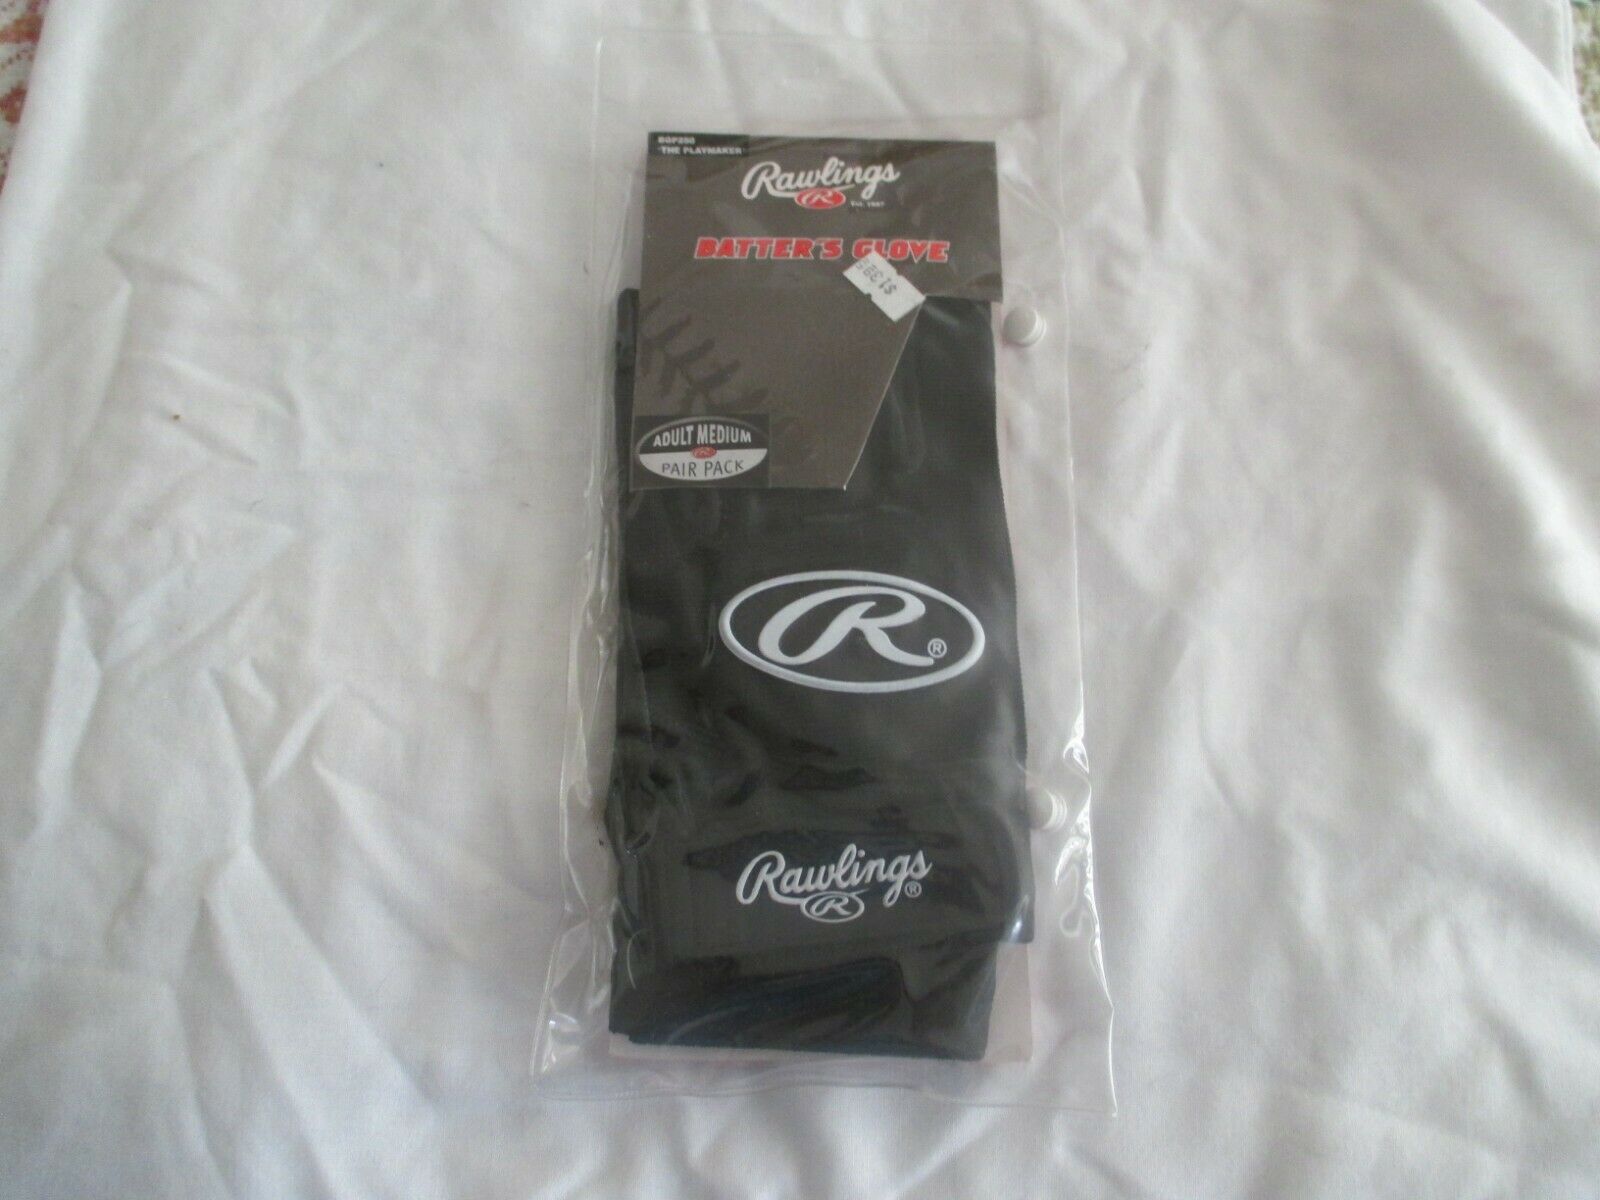 BGP250
"THE PLAYMAKER"
Rawlings
R
Est. 1887
BATTER'S GLOVE
ADULT MEDIUM
R
PAIR PACK
R®
Rawlings®
R